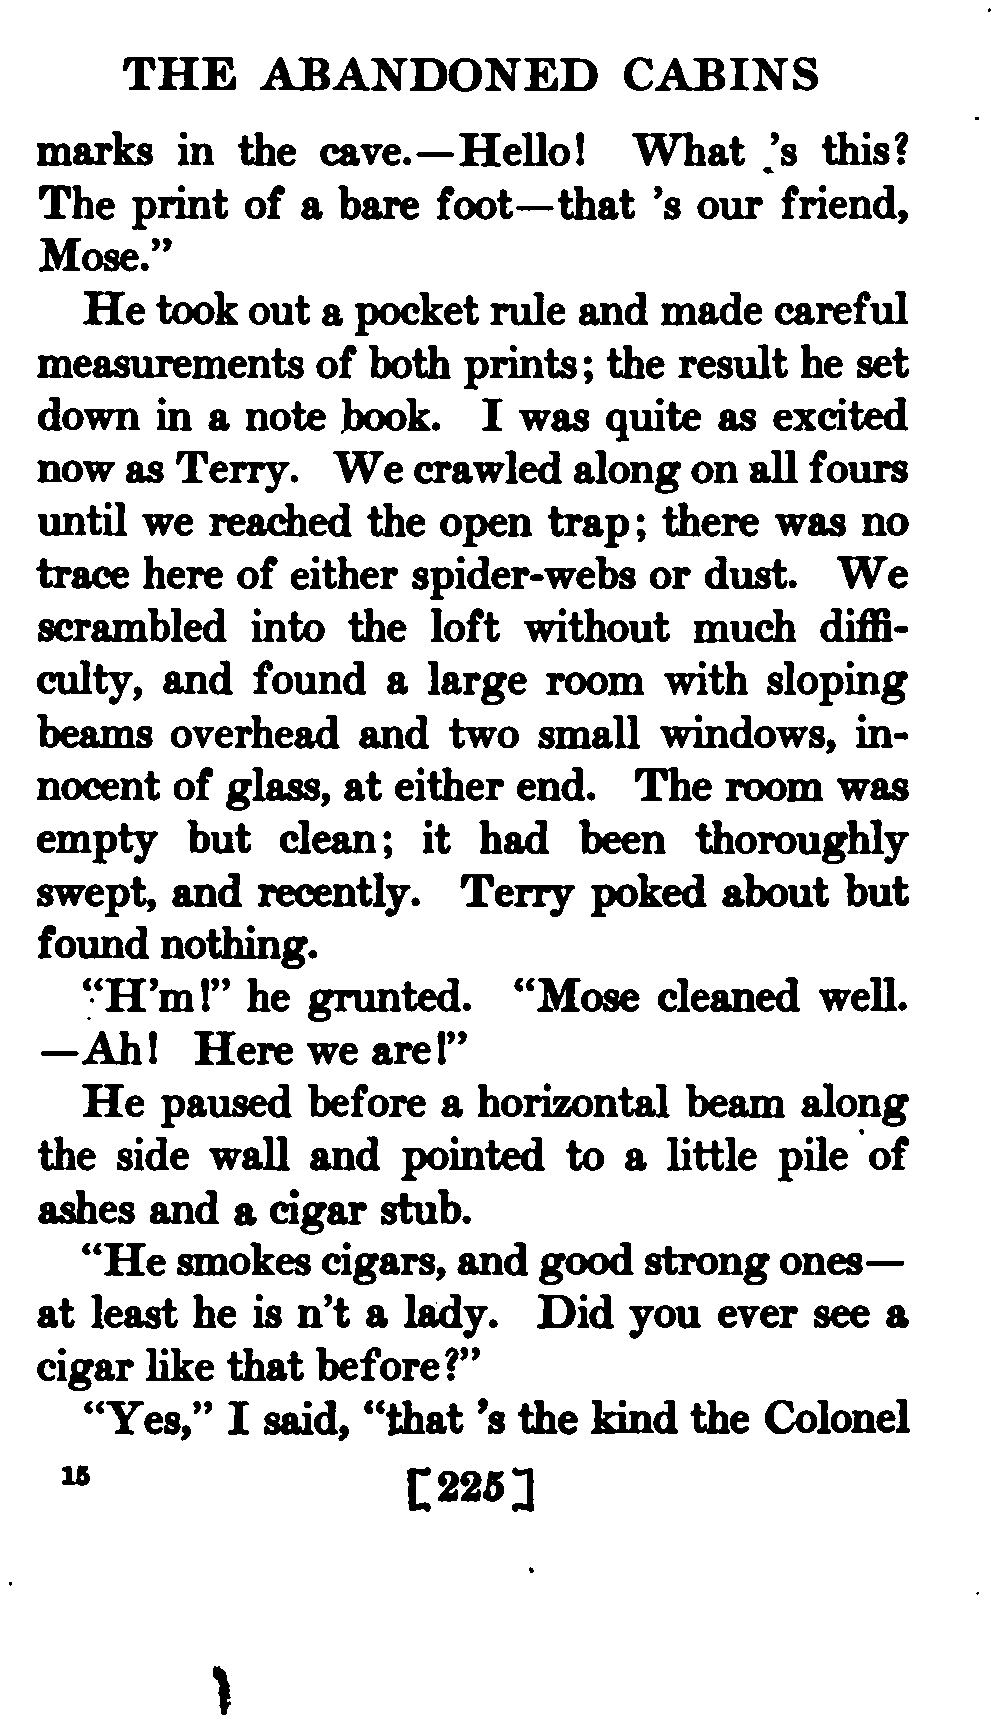 THE ABANDONED CABINS
marks in the cave.—Hello! What 's this?
The print of a bare foot—that 's our friend,
Mose."
He took out a pocket rule and made careful
measurements of both prints; the result he set
down in a note book. I was quite as excited
now as Terry. We crawled along on all fours
until we reached the open trap; there was no
trace here of either spider-webs or dust. We
scrambled into the loft without much diffi-
culty, and found a large room with sloping
beams overhead and two small windows, in-
nocent of glass, at either end. The room was
empty but clean; it had been thoroughly
swept, and recently. Terry poked about but
found nothing.
"H'm!" he grunted. "Mose cleaned well.
—Ah! Here we are!"
He paused before a horizontal beam along
the side wall and pointed to a little pile of
ashes and a cigar stub.
"He smokes cigars, and good strong ones—
at least he is n't a lady. Did you ever see a
cigar like that before?"
"Yes," I said, "that 's the kind the Colonel
15 [225]